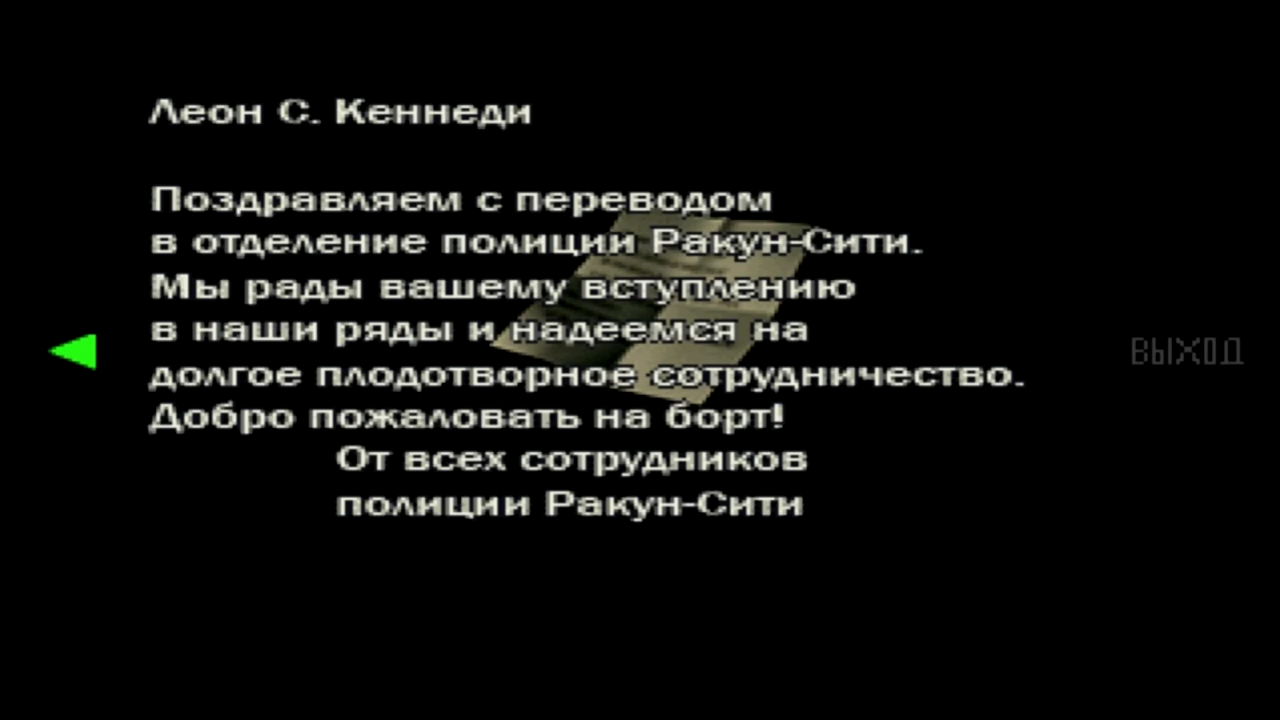 Леон С. Кеннеди
Поздравляем с переводом
в отделение полиции Ракун-Сити.
Мы рады вашему вступлению
в наши ряды и надеемся на
долгое плодотворное сотрудничество.
Добро пожаловать на борт!
От всех сотрудников
полиции Ракун-Сити
ВЫХОД